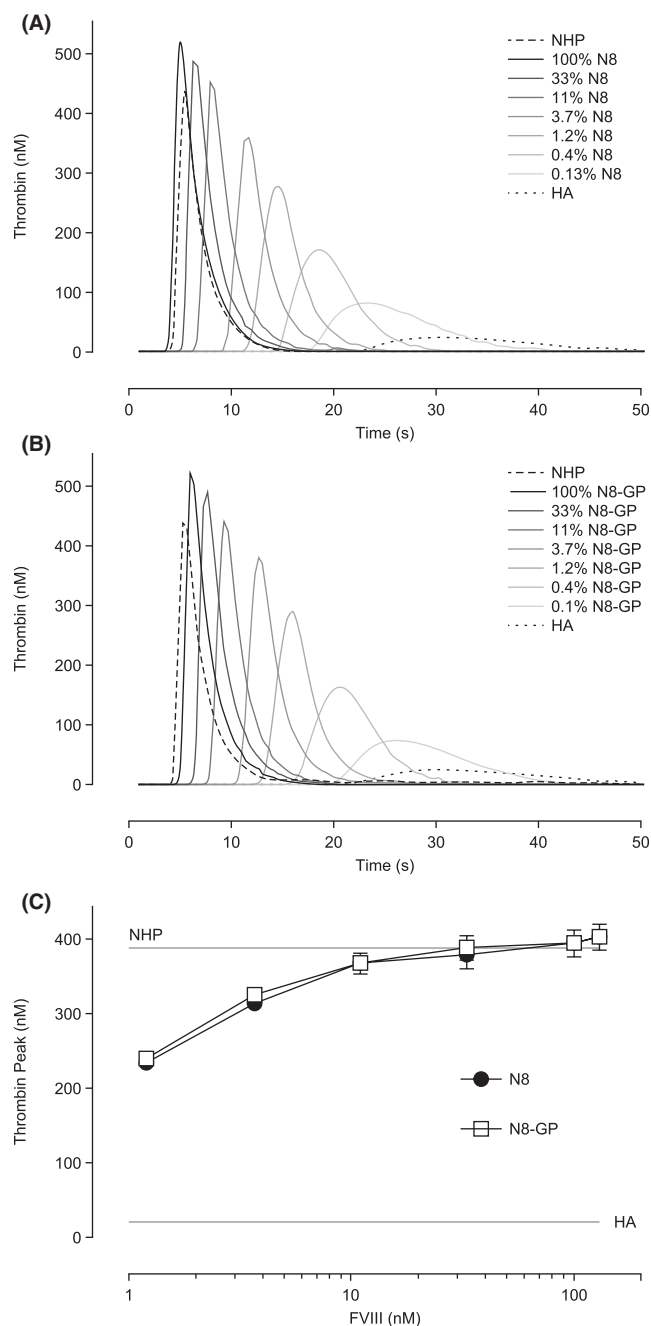 (A)
500
400
300
200
100
0
Thrombin (nM)
NHP
100% N8
33% N8
11% N8
3.7% N8
1.2% N8
0.4% N8
0.13% N8
HA
0 10 20 30 40 50
Time (s)
(B)
500
400
300
200
100
0
Thrombin (nM)
NHP
100% N8-GP
33% N8-GP
11% N8-GP
3.7% N8-GP
1.2% N8-GP
0.4% N8-GP
0.1% N8-GP
HA
0 10 20 30 40 50
Time (s)
(C)
NHP
400
300
200
100
0
Thrombin Peak (nM)
N8
N8-GP
HA
1 10 100
FVIII (nM)